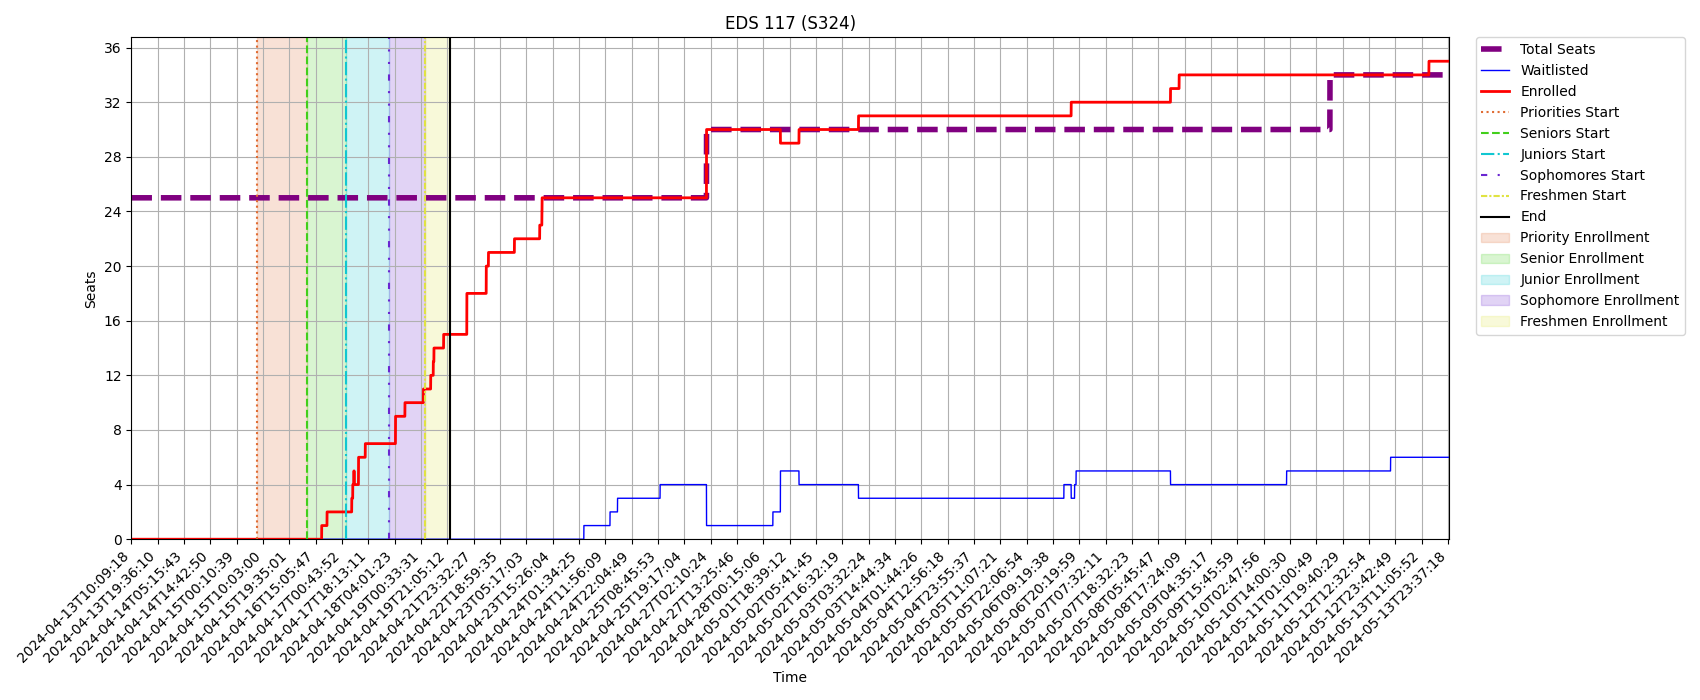 EDS 117 (S324)
Seats
36
32
28
24
20
16
12
8
4
0
2024-04-13T10:09:18
2024-04-13T19:36:10
2024-04-14T05:15:43
2024-04-14T14:42:50
2024-04-15T00:10:39
2024-04-15T10:03:00
2024-04-15T19:35:01
2024-04-16T15:05:47
2024-04-17T00:43:52
2024-04-17T18:13:11
2024-04-18T04:01:23
2024-04-19T00:33:31
2024-04-19T21:05:12
2024-04-21T23:32:27
2024-04-22T18:59:35
2024-04-23T05:17:03
2024-04-23T15:26:04
2024-04-24T01:34:25
2024-04-24T11:56:09
2024-04-24T22:04:49
2024-04-25T08:45:53
2024-04-25T19:17:04
2024-04-27T02:10:24
2024-04-27T13:25:46
2024-04-28T00:15:06
2024-05-01T18:39:12
2024-05-02T05:41:45
2024-05-02T16:32:19
2024-05-03T03:32:24
2024-05-03T14:44:34
2024-05-04T01:44:26
2024-05-04T12:56:18
2024-05-04T23:55:37
2024-05-05T11:07:21
2024-05-05T22:06:54
2024-05-06T09:19:38
2024-05-06T20:19:59
2024-05-07T07:32:11
2024-05-07T18:32:23
2024-05-08T05:45:47
2024-05-08T17:24:09
2024-05-09T04:35:17
2024-05-09T15:45:59
2024-05-10T02:47:56
2024-05-10T14:00:30
2024-05-11T01:00:49
2024-05-11T19:40:29
2024-05-12T12:32:54
2024-05-12T23:42:49
2024-05-13T11:05:52
2024-05-13T23:37:18
Time
Total Seats
Waitlisted
Enrolled
Priorities Start
Seniors Start
Juniors Start
Sophomores Start
Freshmen Start
End
Priority Enrollment
Senior Enrollment
Junior Enrollment
Sophomore Enrollment
Freshmen Enrollment